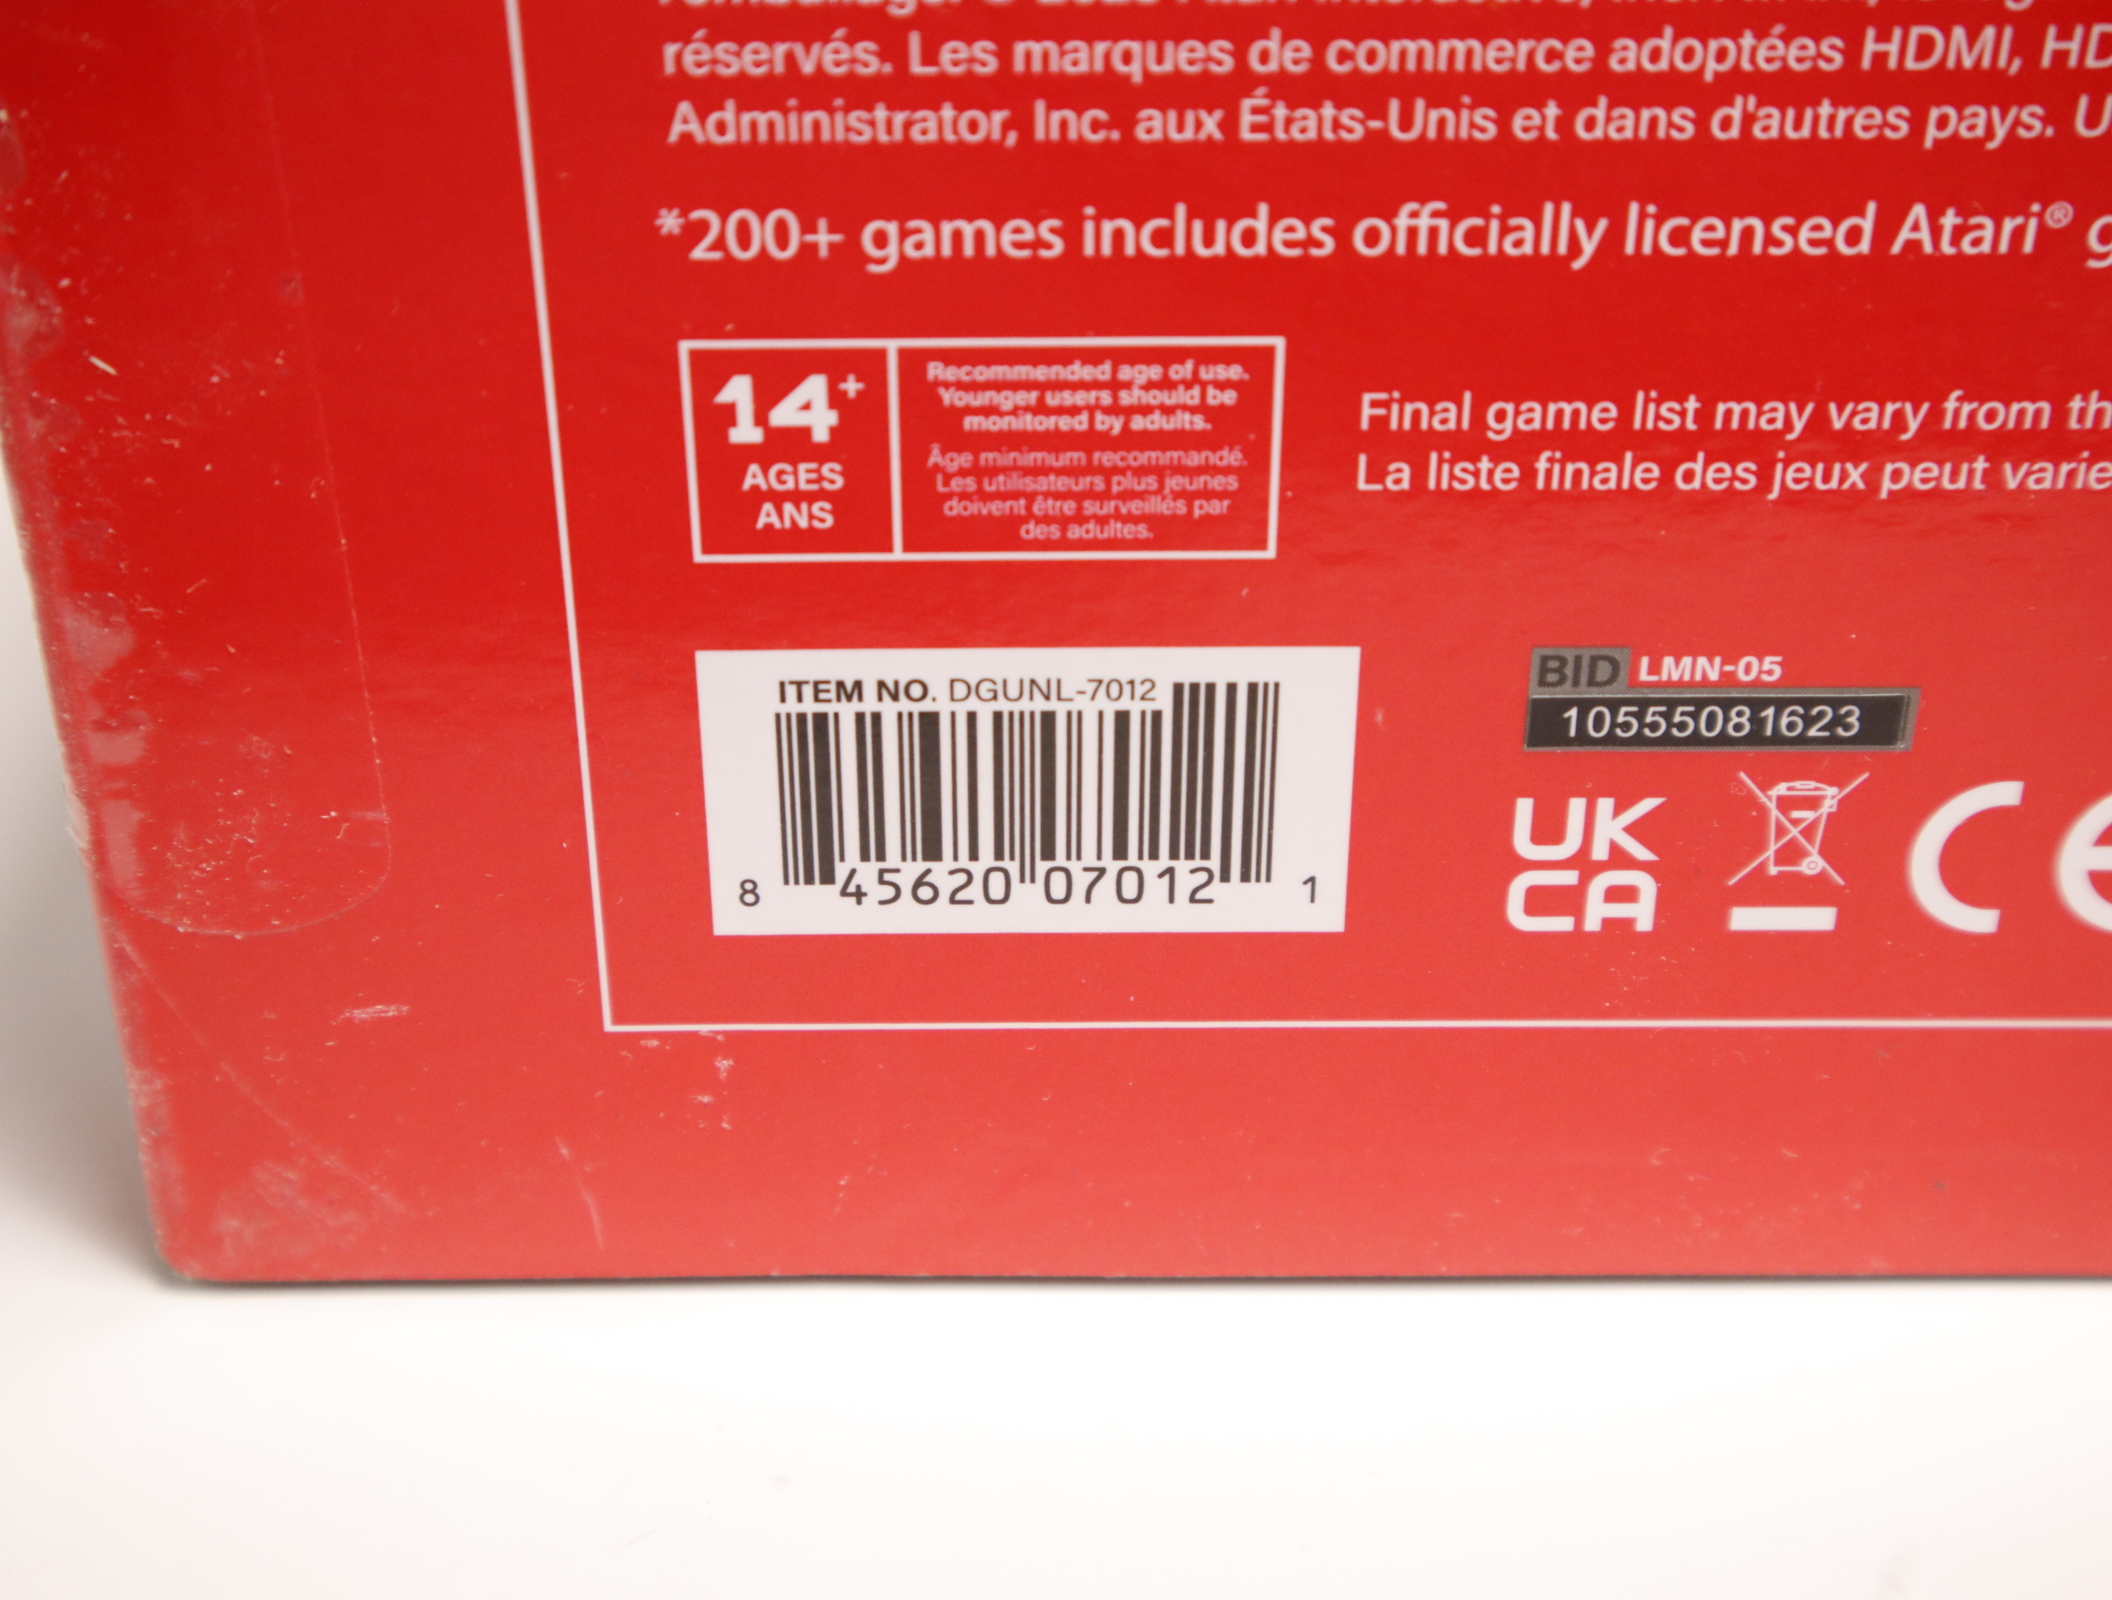 réservés. Les marques de commerce adoptées HDMI, HD
Administrator, Inc. aux États-Unis et dans d'autres pays. U
*200+ games includes officially licensed Atari® g
14+
AGES
ANS
Recommended age of use.
Younger users should be
monitored by adults.
Âge minimum recommandé.
Les utilisateurs plus jeunes
doivent être surveillés par
des adultes.
Final game list may vary from th
La liste finale des jeux peut varie
ITEM NO. DGUNL-7012
8 45620 07012 1
BID LMN-05
10555081623
UK
CA
CE